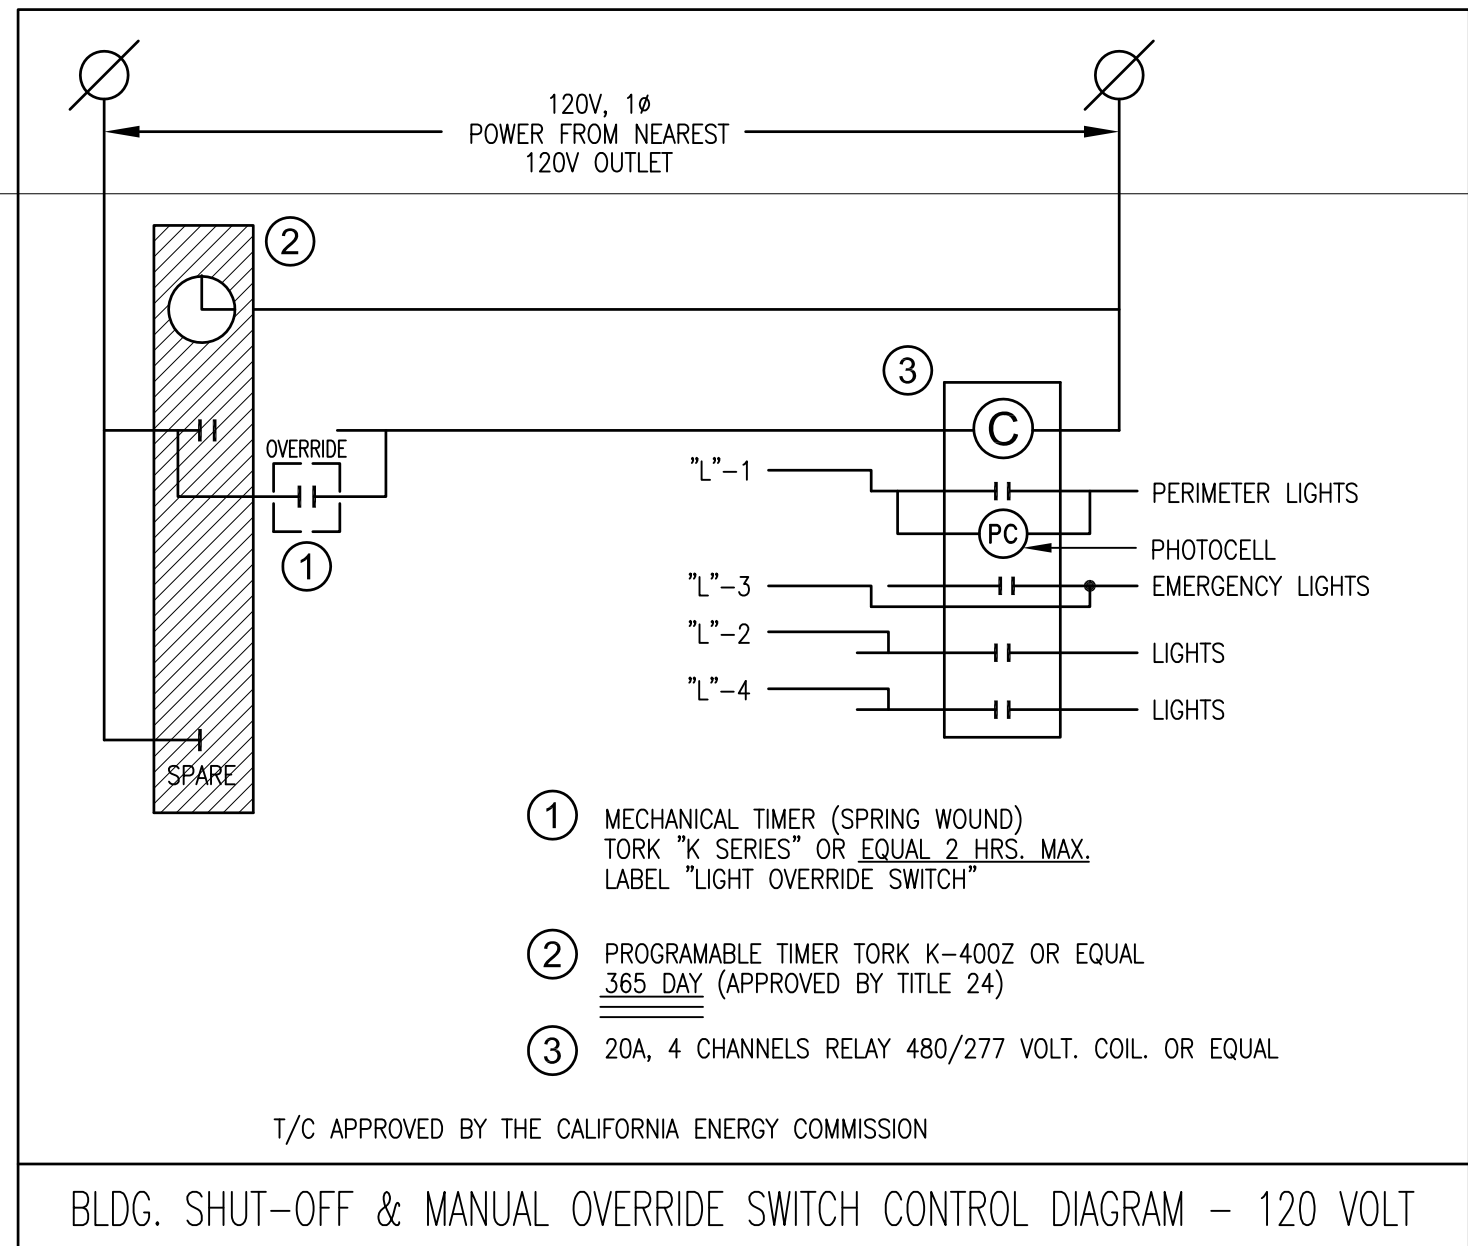 120V, 1ø
POWER FROM NEAREST
120V OUTLET
2
3
C
OVERRIDE
"L"-1
PERIMETER LIGHTS
PC
PHOTOCELL
1
"L"-3
EMERGENCY LIGHTS
"L"-2
LIGHTS
"L"-4
LIGHTS
SPARE
1 MECHANICAL TIMER (SPRING WOUND)
TORK "K SERIES" OR EQUAL 2 HRS. MAX.
LABEL "LIGHT OVERRIDE SWITCH"
2 PROGRAMABLE TIMER TORK K-400Z OR EQUAL
365 DAY (APPROVED BY TITLE 24)
3 20A, 4 CHANNELS RELAY 480/277 VOLT. COIL. OR EQUAL
T/C APPROVED BY THE CALIFORNIA ENERGY COMMISSION
BLDG. SHUT-OFF & MANUAL OVERRIDE SWITCH CONTROL DIAGRAM - 120 VOLT